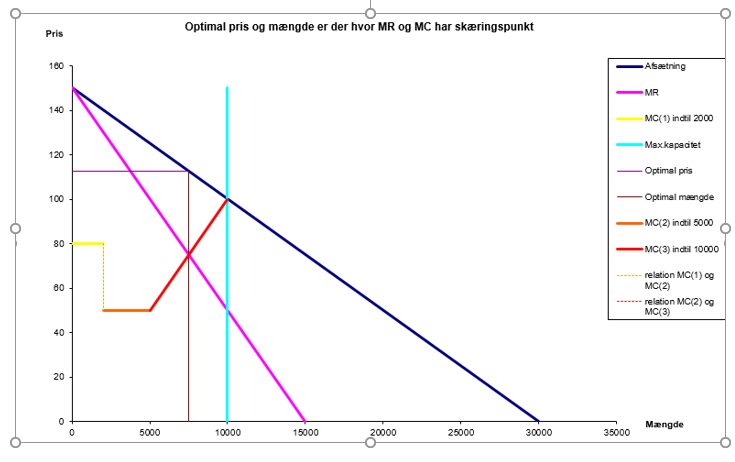 Optimal pris og mængde er der hvor MR og MC har skæringspunkt
Pris
160
140
120
100
80
60
40
20
0
0 5000 10000 15000 20000 25000 30000 35000
Mængde
Afsætning
MR
MC(1) indtil 2000
Max.kapacitet
Optimal pris
Optimal mængde
MC(2) indtil 5000
MC(3) indtil 10000
relation MC(1) og
MC(2)
relation MC(2) og
MC(3)